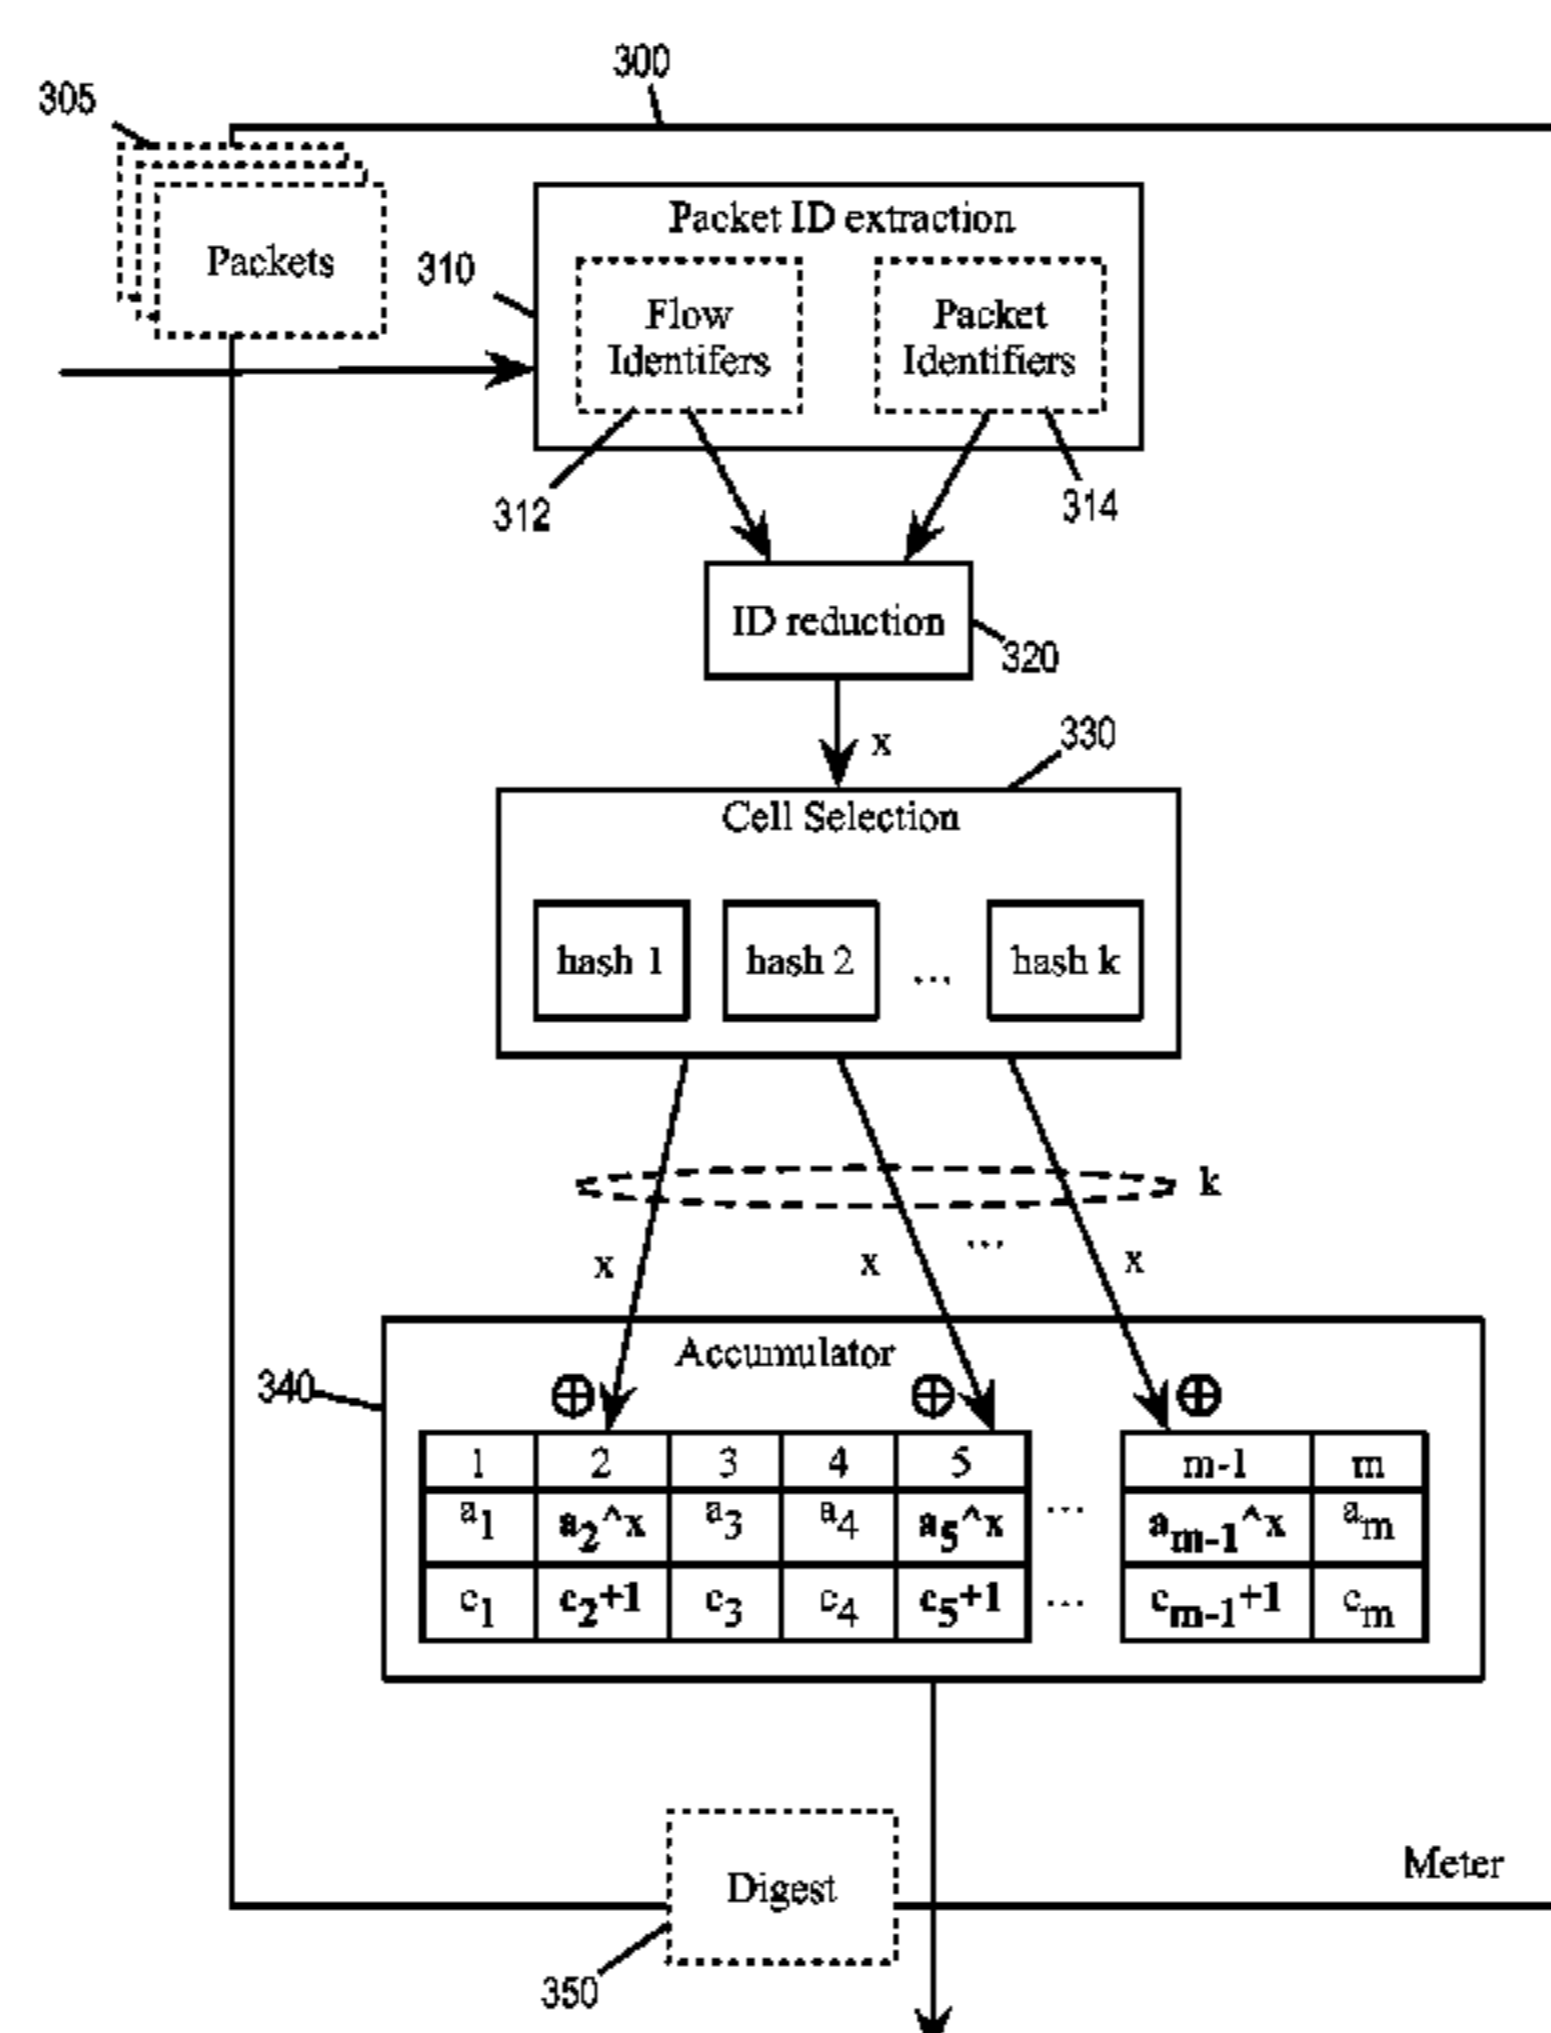 300
305
Packets
Packet ID extraction
310
Flow
Identifers
Packet
Identifiers
312
314
ID reduction
320
x
330
Cell Selection
hash 1 hash 2 ... hash k
k
...
x x x
Accumulator
340
⊕ ⊕ ⊕
1 2 3 4 5 m-1 m
a1 a2^x a3 a4 a5^x ... am-1^x am
c1 c2+1 c3 c4 c5+1 ... cm-1+1 cm
Meter
Digest
350